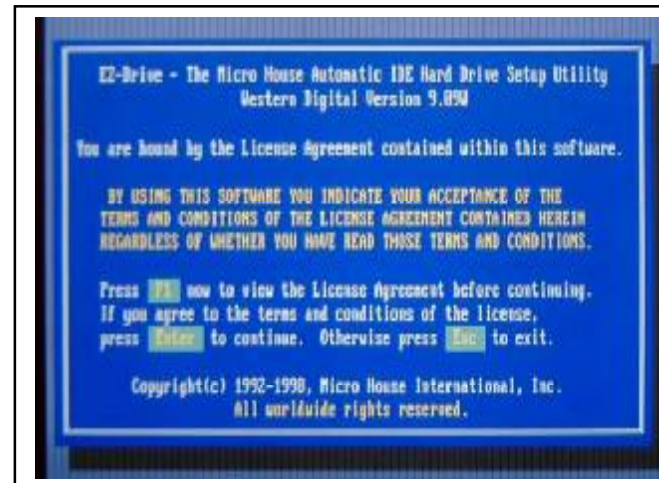 EZ-Drive - The Micro House Automatic IDE Hard Drive Setup Utility
Western Digital Version 9.09W
You are bound by the License Agreement contained within this software.
BY USING THIS SOFTWARE YOU INDICATE YOUR ACCEPTANCE OF THE
TERMS AND CONDITIONS OF THE LICENSE AGREEMENT CONTAINED HEREIN
REGARDLESS OF WHETHER YOU HAVE READ THOSE TERMS AND CONDITIONS.
Press F1 now to view the License Agreement before continuing.
If you agree to the terms and conditions of the license,
press Enter to continue. Otherwise press Esc to exit.
Copyright(c) 1992-1998, Micro House International, Inc.
All worldwide rights reserved.